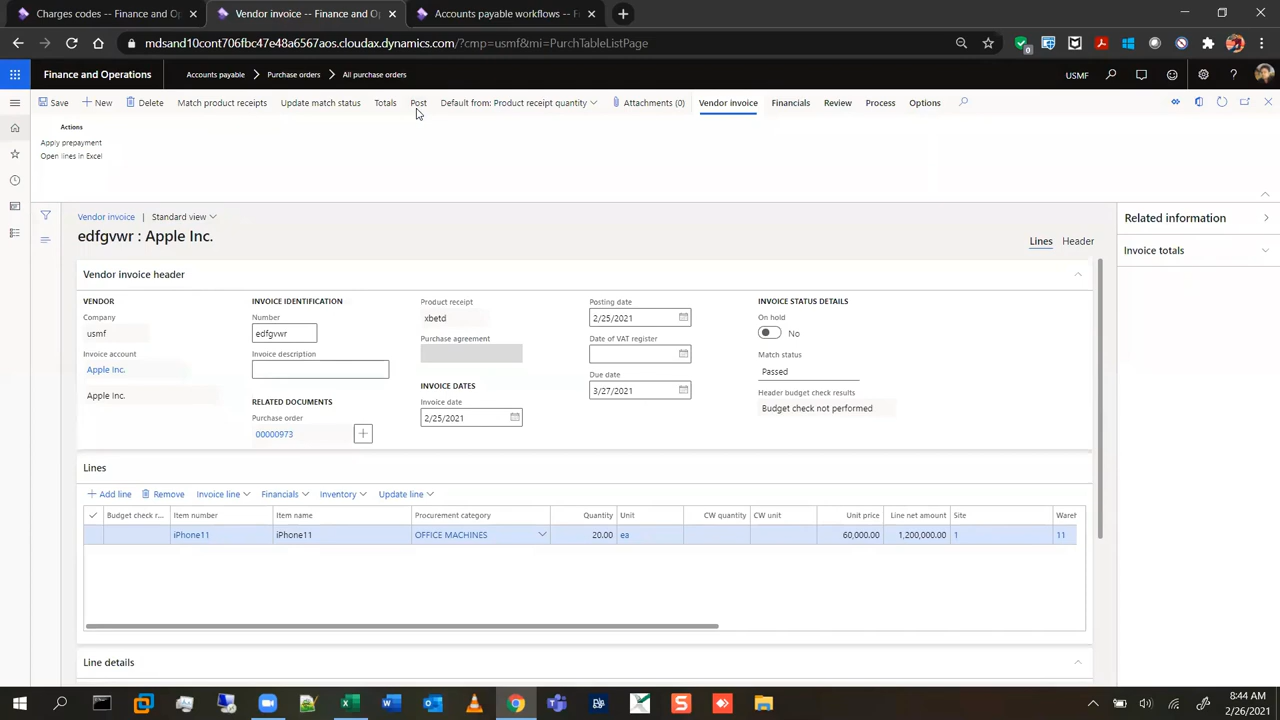 Charges codes -- Finance and Op
Vendor invoice -- Finance and Op
Accounts payable workflows -- F
mdsand10cont706fbc47e48a6567aos.cloudax.dynamics.com/?cmp=usmf&mi=PurchTableListPage
Finance and Operations
Accounts payable > Purchase orders > All purchase orders
USMF
Save
New
Delete
Match product receipts
Update match status
Totals
Post
Default from: Product receipt quantity
Attachments (0)
Vendor invoice
Financials
Review
Process
Options
Actions
Apply prepayment
Open lines in Excel
Vendor invoice | Standard view
edfgvwr : Apple Inc.
Lines
Header
Related information
Invoice totals
Vendor invoice header
VENDOR
Company
usmf
Invoice account
Apple Inc.
Apple Inc.
INVOICE IDENTIFICATION
Number
edfgvwr
Invoice description
RELATED DOCUMENTS
Purchase order
00000973
Product receipt
xbetd
Purchase agreement
INVOICE DATES
Invoice date
2/25/2021
Posting date
2/25/2021
Date of VAT register
Due date
3/27/2021
INVOICE STATUS DETAILS
On hold
No
Match status
Passed
Header budget check results
Budget check not performed
Lines
Add line
Remove
Invoice line
Financials
Inventory
Update line
Budget check r... Item number Item name Procurement category Quantity Unit CW quantity CW unit Unit price Line net amount Site Wareh
iPhone11 iPhone11 OFFICE MACHINES 20.00 ea 60,000.00 1,200,000.00 1 11
Line details
8:44 AM
2/26/2021